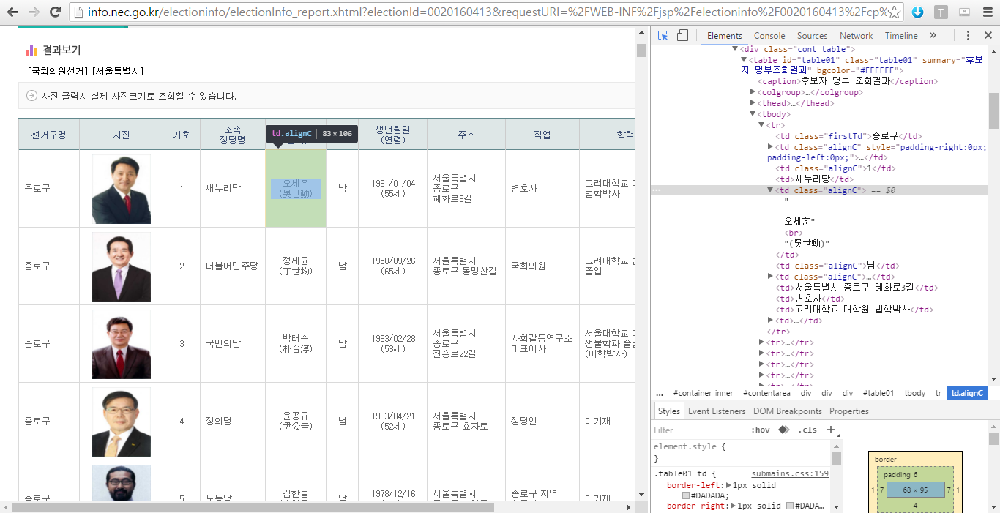 info.nec.go.kr/electioninfo/electionInfo_report.xhtml?electionId=0020160413&requestURI=%2FWEB-INF%2Fjsp%2Felectioninfo%2F0020160413%2Fcp%
결과보기
[국회의원선거] [서울특별시]
사진 클릭시 실제 사진크기로 조회할 수 있습니다.
선거구명
사진
기호
소속
정당명
td.alignC 83 × 106
생년월일
(연령)
주소
직업
학력
종로구
1
새누리당
오세훈
(吳世勳)
남
1961/01/04
(55세)
서울특별시
종로구
혜화로3길
변호사
고려대학교 대
법학박사
종로구
2
더불어민주당
정세균
(丁世均)
남
1950/09/26
(65세)
서울특별시
종로구 동망산길
국회의원
고려대학교 법
졸업
종로구
3
국민의당
박태순
(朴台淳)
남
1963/02/28
(53세)
서울특별시
종로구
진흥로22길
사회갈등연구소
대표이사
서울대학교 대
생물학과 졸업
(이학박사)
종로구
4
정의당
윤공규
(尹公圭)
남
1963/04/21
(52세)
서울특별시
종로구 효자로
정당인
미기재
종로구
5
노동당
김한울
남
1978/12/16
서울특별시
종로구 지역
미기재
Elements Console Sources Network Timeline »
<div class="cont_table">
<table id="table01" class="table01" summary="후보
자 명부조회결과" bgcolor="#FFFFFF">
<caption>후보자 명부 조회결과</caption>
<colgroup>…</colgroup>
<thead>…</thead>
<tbody>
<tr>
<td class="firstTd">종로구</td>
<td class="alignC" style="padding-right:0px;
padding-left:0px;">…</td>
<td class="alignC">1</td>
<td>새누리당</td>
<td class="alignC"> == $0
"
오세훈"
<br>
"(吳世勳)"
</td>
<td class="alignC">남</td>
<td class="alignC">…</td>
<td>서울특별시 종로구 혜화로3길</td>
<td>변호사</td>
<td>고려대학교 대학원 법학박사</td>
<td>…</td>
</tr>
<tr>…</tr>
<tr>…</tr>
<tr>…</tr>
<tr>…</tr>
... #container_inner #contentarea div div div #table01 tbody tr td.alignC
Styles Event Listeners DOM Breakpoints Properties
Filter :hov .cls +
element.style {
}
.table01 td { submains.css:159
border-left: 1px solid
#DADADA;
border-right: 1px solid #DADA…
border –
padding 6
1 7 68 × 95 7 1
4